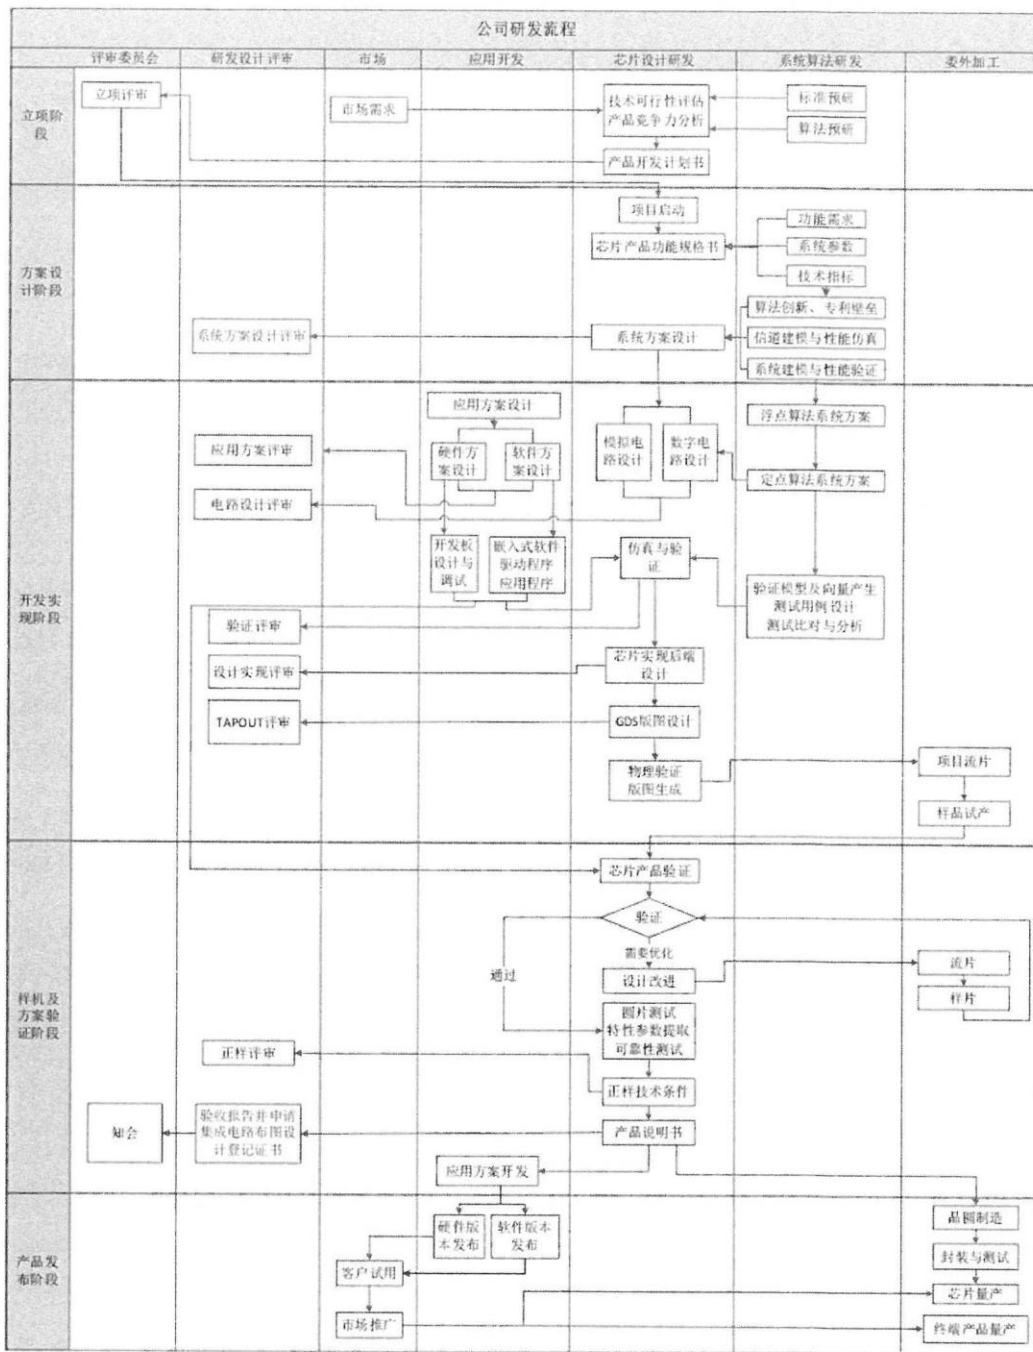 公司研发流程
评审委员会 研发设计评审 市场 应用开发 芯片设计研发 系统算法研发 委外加工
立项阶
段
立项评审
市场需求
技术可行性评估
产品竞争力分析
标准预研
算法预研
产品开发计划书
方案设
计阶段
项目启动
芯片产品功能规格书
功能需求
系统参数
技术指标
系统方案设计评审
系统方案设计
算法创新、专利壁垒
信道建模与性能仿真
系统建模与性能验证
开发实
现阶段
应用方案设计
硬件方
案设计
软件方
案设计
模拟电
路设计
数字电
路设计
浮点算法系统方案
定点算法系统方案
应用方案评审
电路设计评审
开发板
设计与
调试
嵌入式软件
驱动程序
应用程序
仿真与验
证
验证模型及向量产生
测试用例设计
测试比对与分析
验证评审
设计实现评审
芯片实现后端
设计
TAPOUT评审
GDS版图设计
物理验证
版图生成
项目流片
样品试产
样机及
方案验
证阶段
芯片产品验证
验证
需要优化
通过
设计改进
流片
样片
圆片测试
特性参数提取
可靠性测试
正样评审
正样技术条件
知会
验收报告并申请
集成电路布图设
计登记证书
产品说明书
应用方案开发
产品发
布阶段
硬件版
本发布
软件版本
发布
晶圆制造
封装与测试
客户试用
芯片量产
市场推广
终端产品量产